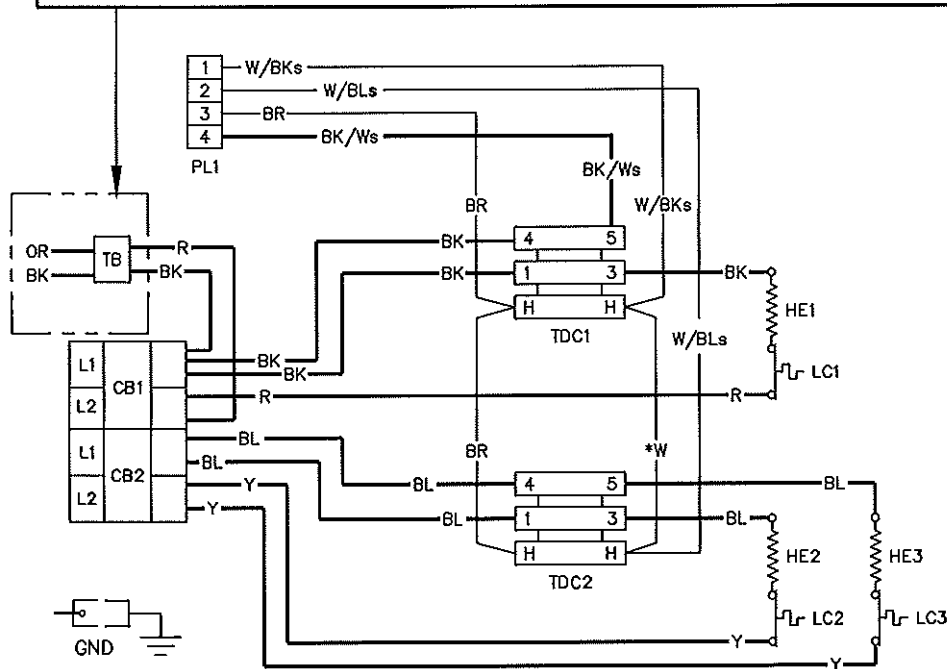 1 W/BKs
2 W/BLs
3 BR
4 BK/Ws
PL1
BK/Ws
BR
W/BKs
OR
BK
TB
R
BK
BK 4 5
BK 1 3 BK
H H
TDC1
W/BLs
HE1
LC1
L1
CB1
L2
BK
BK
R
R
L1
CB2
L2
BL
BL
Y
Y
BR
*W
BL 4 5 BL
BL 1 3 BL
H H
TDC2
HE2
HE3
LC2
LC3
Y
Y
GND